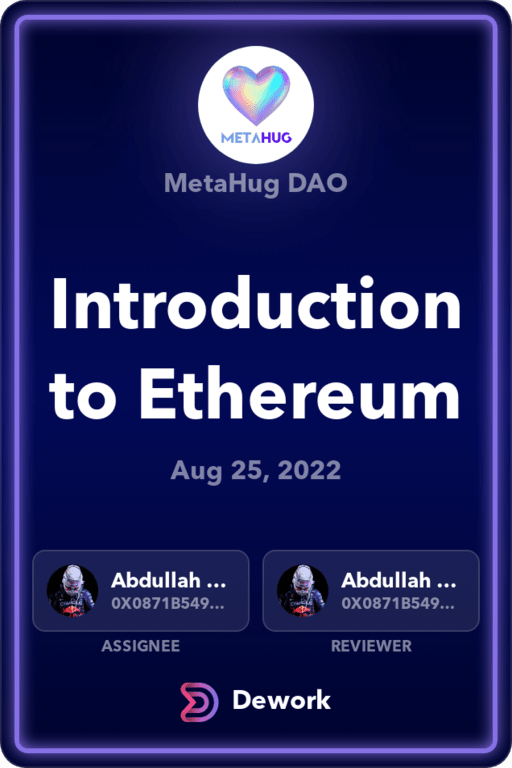 METAHUG
MetaHug DAO
Introduction
to Ethereum
Aug 25, 2022
Abdullah ...
0X0871B549...
ASSIGNEE
Abdullah ...
0X0871B549...
REVIEWER
Dework